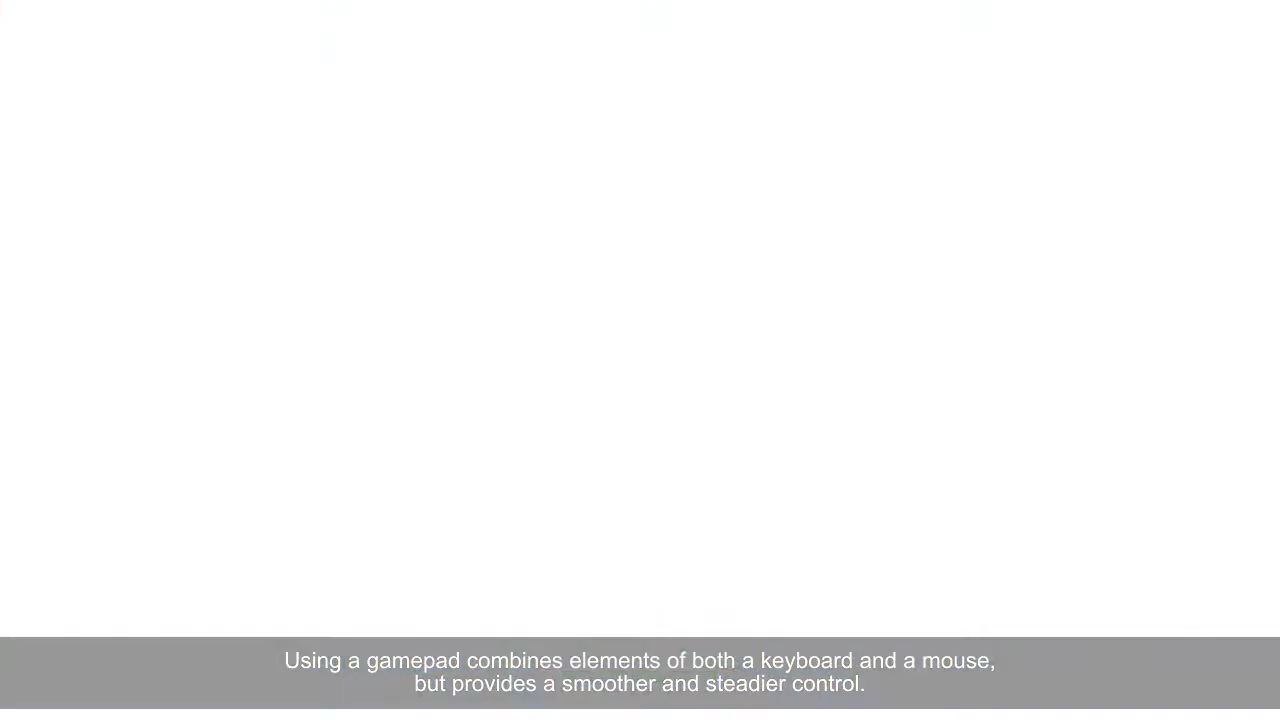 Using a gamepad combines elements of both a keyboard and a mouse,
but provides a smoother and steadier control.